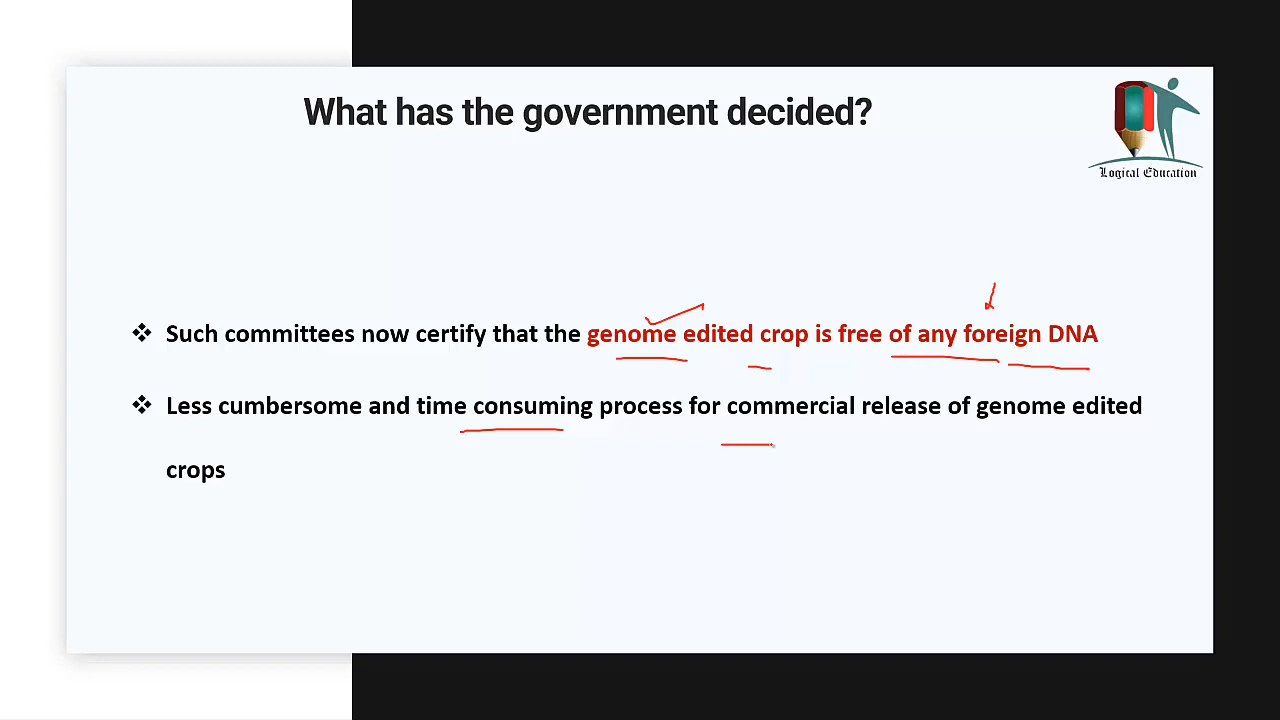 What has the government decided?
Logical Education
❖ Such committees now certify that the genome edited crop is free of any foreign DNA
❖ Less cumbersome and time consuming process for commercial release of genome edited
crops